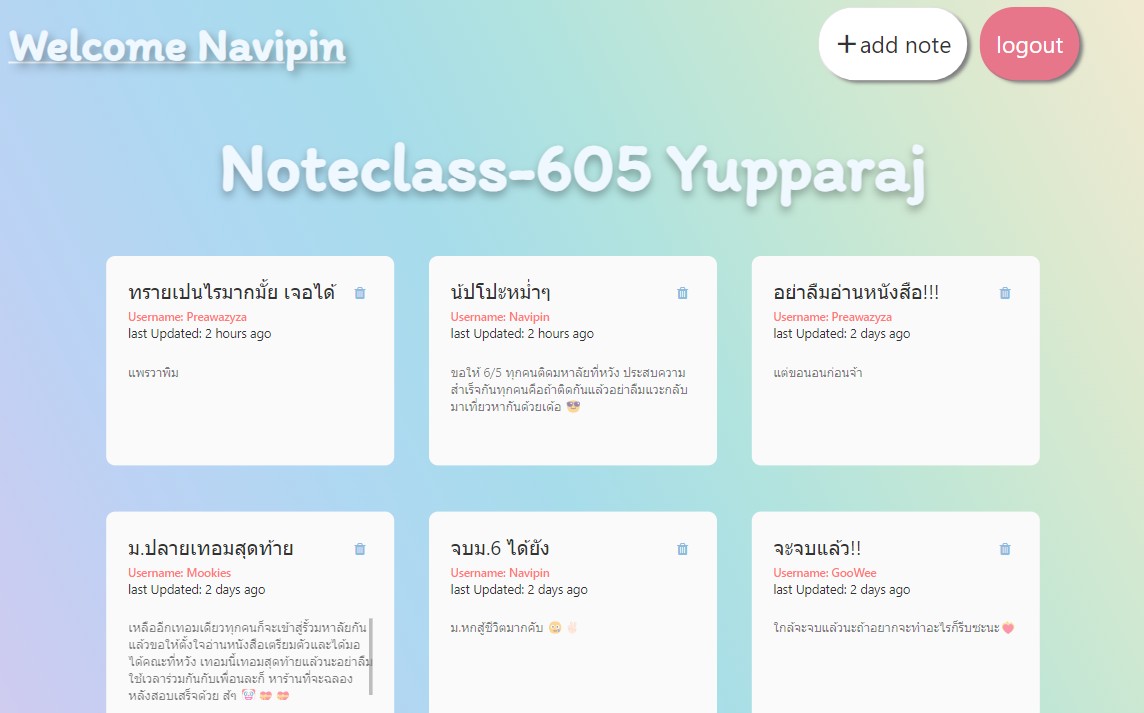 Welcome Navipin
+add note
logout
Noteclass-605 Yupparaj
ทรายเปนไรมากมั้ย เจอได้
Username: Preawazyza
last Updated: 2 hours ago
แพรวาพิม
น้ปโปะหม่ำๆ
Username: Navipin
last Updated: 2 hours ago
ขอให้ 6/5 ทุกคนติดมหาลัยที่หวัง ประสบความ
สำเร็จกันทุกคนคือถ้าติดกันแล้วอย่าลืมแวะกลับ
มาเที่ยวหากันด้วยเด้อ 😎
อย่าลืมอ่านหนังสือ!!!
Username: Preawazyza
last Updated: 2 days ago
แต่ขอนอนก่อนจ้า
ม.ปลายเทอมสุดท้าย
Username: Mookies
last Updated: 2 days ago
เหลืออีกเทอมเดียวทุกคนก็จะเข้าสู่รั้วมหาลัยกัน
แล้วขอให้ตั้งใจอ่านหนังสือเตรียมตัวและได้มอ
ได้คณะที่หวัง เทอมนี้เทอมสุดท้ายแล้วนะอย่าลืม
ใช้เวลาร่วมกันกับเพื่อนละก็ หาร้านที่จะฉลอง
หลังสอบเสร็จด้วย สๆ 🤡 💝 💝
จบม.6 ได้ยัง
Username: Navipin
last Updated: 2 days ago
ม.หกสู้ชีวิตมากคับ 😳✌🏻
จะจบแล้ว!!
Username: GooWee
last Updated: 2 days ago
ใกล้จะจบแล้วนะถ้าอยากจะทำอะไรก็รีบซะนะ🍓